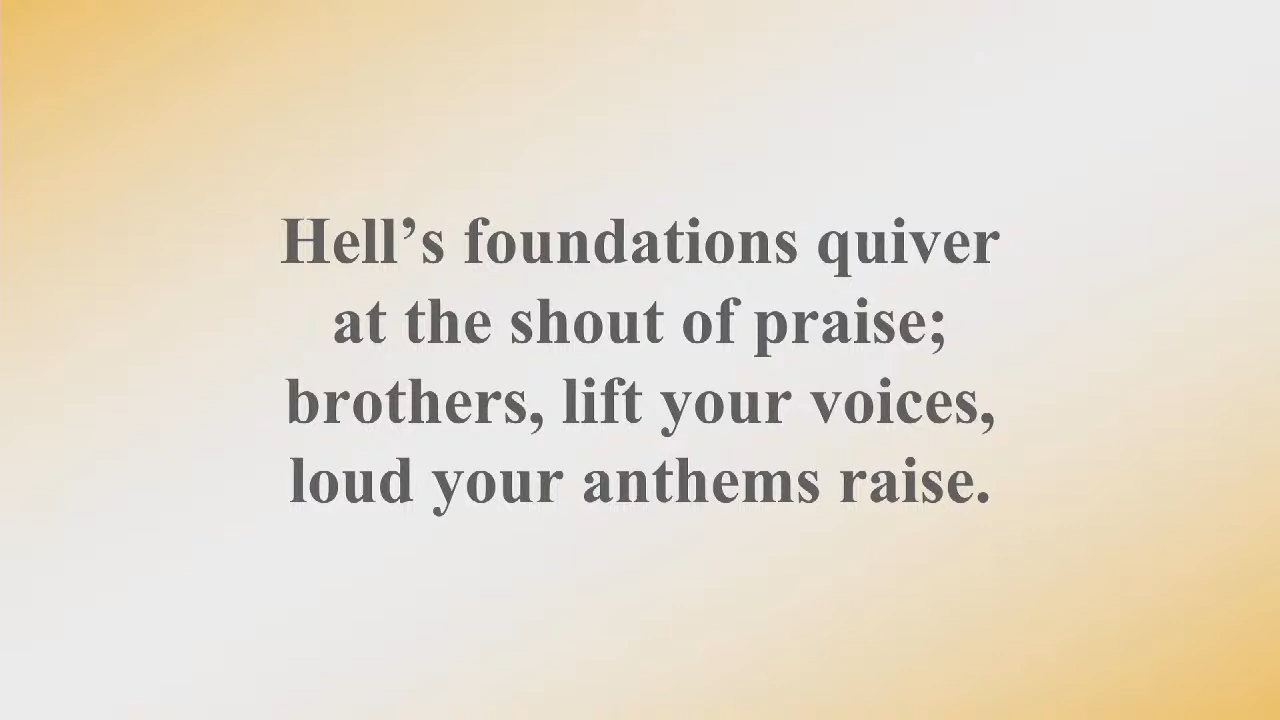 Hell’s foundations quiver
at the shout of praise;
brothers, lift your voices,
loud your anthems raise.